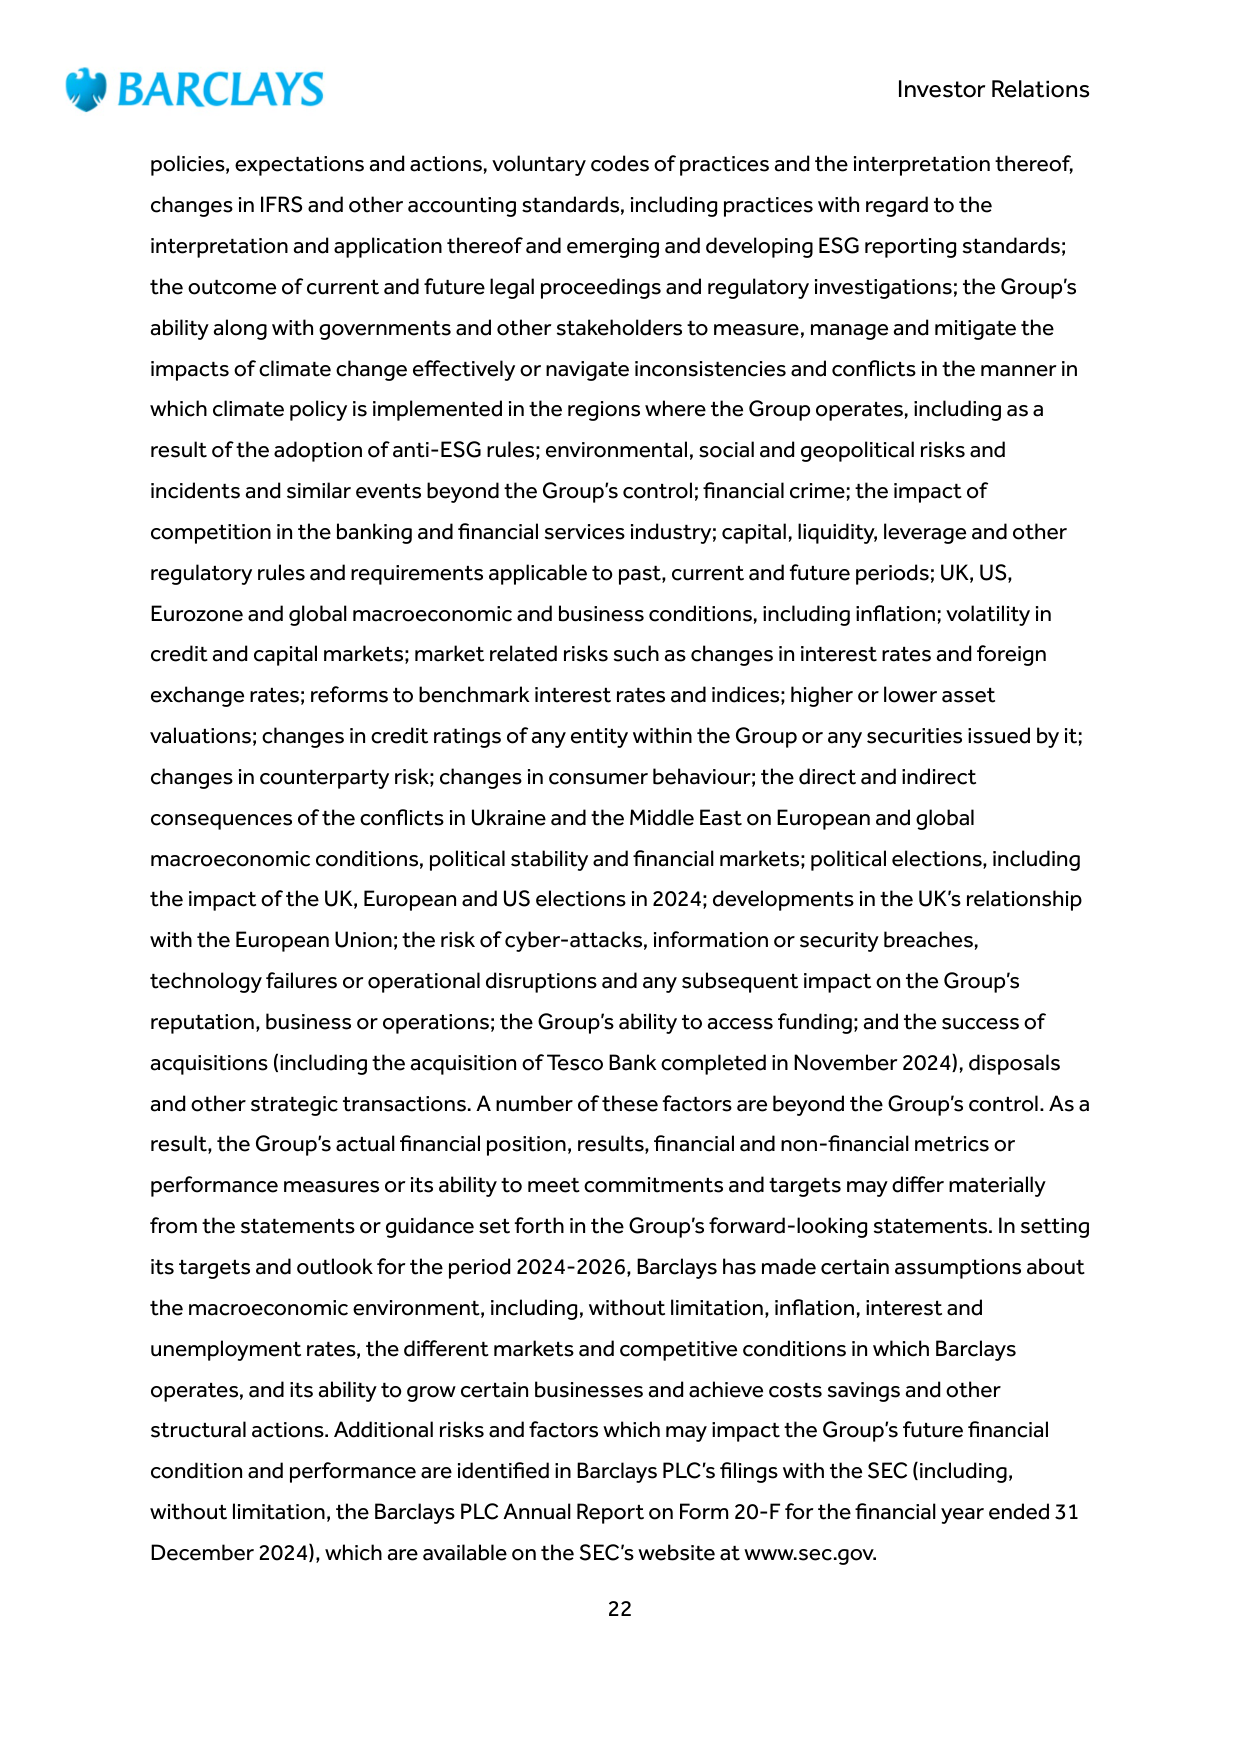 BARCLAYS
Investor Relations
policies, expectations and actions, voluntary codes of practices and the interpretation thereof,
changes in IFRS and other accounting standards, including practices with regard to the
interpretation and application thereof and emerging and developing ESG reporting standards;
the outcome of current and future legal proceedings and regulatory investigations; the Group’s
ability along with governments and other stakeholders to measure, manage and mitigate the
impacts of climate change effectively or navigate inconsistencies and conflicts in the manner in
which climate policy is implemented in the regions where the Group operates, including as a
result of the adoption of anti-ESG rules; environmental, social and geopolitical risks and
incidents and similar events beyond the Group’s control; financial crime; the impact of
competition in the banking and financial services industry; capital, liquidity, leverage and other
regulatory rules and requirements applicable to past, current and future periods; UK, US,
Eurozone and global macroeconomic and business conditions, including inflation; volatility in
credit and capital markets; market related risks such as changes in interest rates and foreign
exchange rates; reforms to benchmark interest rates and indices; higher or lower asset
valuations; changes in credit ratings of any entity within the Group or any securities issued by it;
changes in counterparty risk; changes in consumer behaviour; the direct and indirect
consequences of the conflicts in Ukraine and the Middle East on European and global
macroeconomic conditions, political stability and financial markets; political elections, including
the impact of the UK, European and US elections in 2024; developments in the UK’s relationship
with the European Union; the risk of cyber-attacks, information or security breaches,
technology failures or operational disruptions and any subsequent impact on the Group’s
reputation, business or operations; the Group’s ability to access funding; and the success of
acquisitions (including the acquisition of Tesco Bank completed in November 2024), disposals
and other strategic transactions. A number of these factors are beyond the Group’s control. As a
result, the Group’s actual financial position, results, financial and non-financial metrics or
performance measures or its ability to meet commitments and targets may differ materially
from the statements or guidance set forth in the Group’s forward-looking statements. In setting
its targets and outlook for the period 2024-2026, Barclays has made certain assumptions about
the macroeconomic environment, including, without limitation, inflation, interest and
unemployment rates, the different markets and competitive conditions in which Barclays
operates, and its ability to grow certain businesses and achieve costs savings and other
structural actions. Additional risks and factors which may impact the Group’s future financial
condition and performance are identified in Barclays PLC’s filings with the SEC (including,
without limitation, the Barclays PLC Annual Report on Form 20-F for the financial year ended 31
December 2024), which are available on the SEC’s website at www.sec.gov.
22